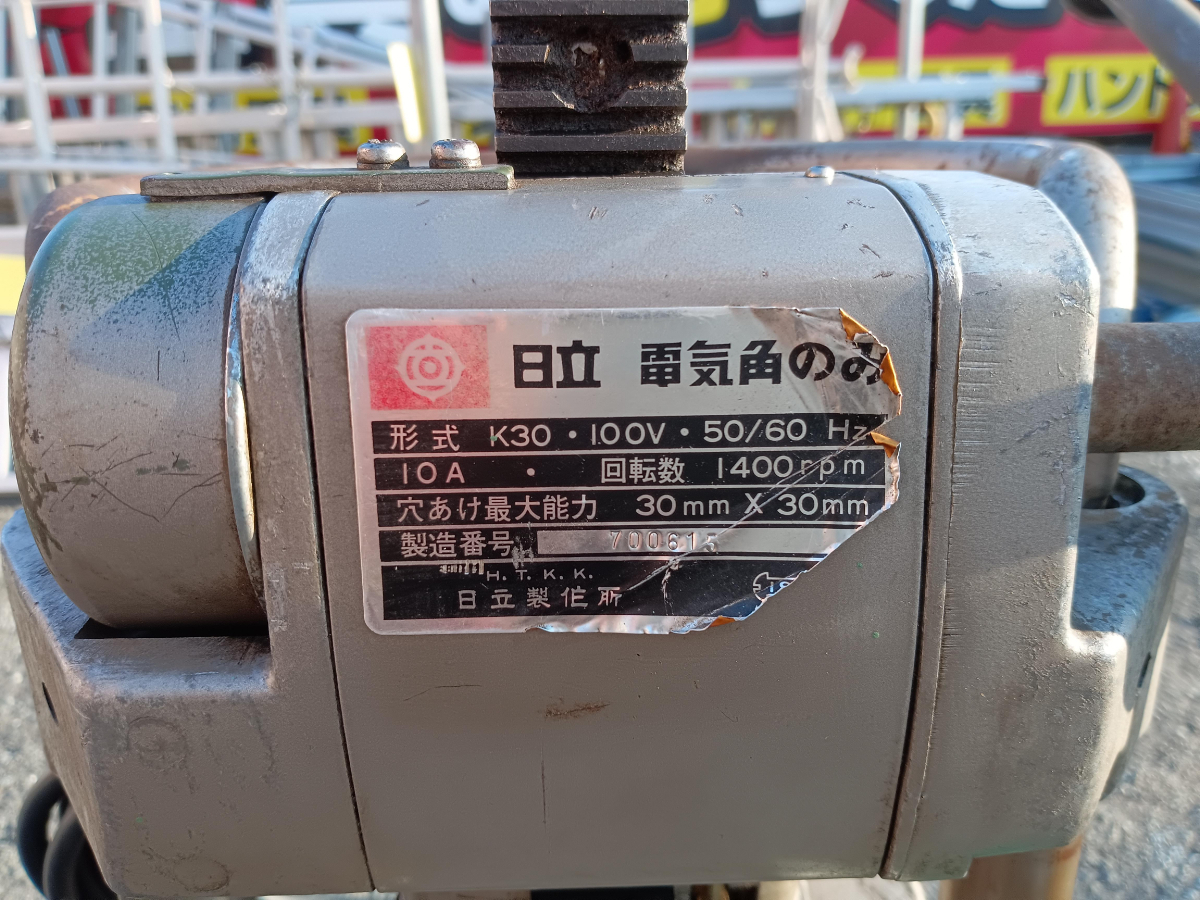 ハンド
日立 電気角のみ
形式 K30・100V・50/60 Hz
10A ・ 回転数 1400rpm
穴あけ最大能力 30mm X 30mm
製造番号 700615
H.T.K.K.
日立製作所